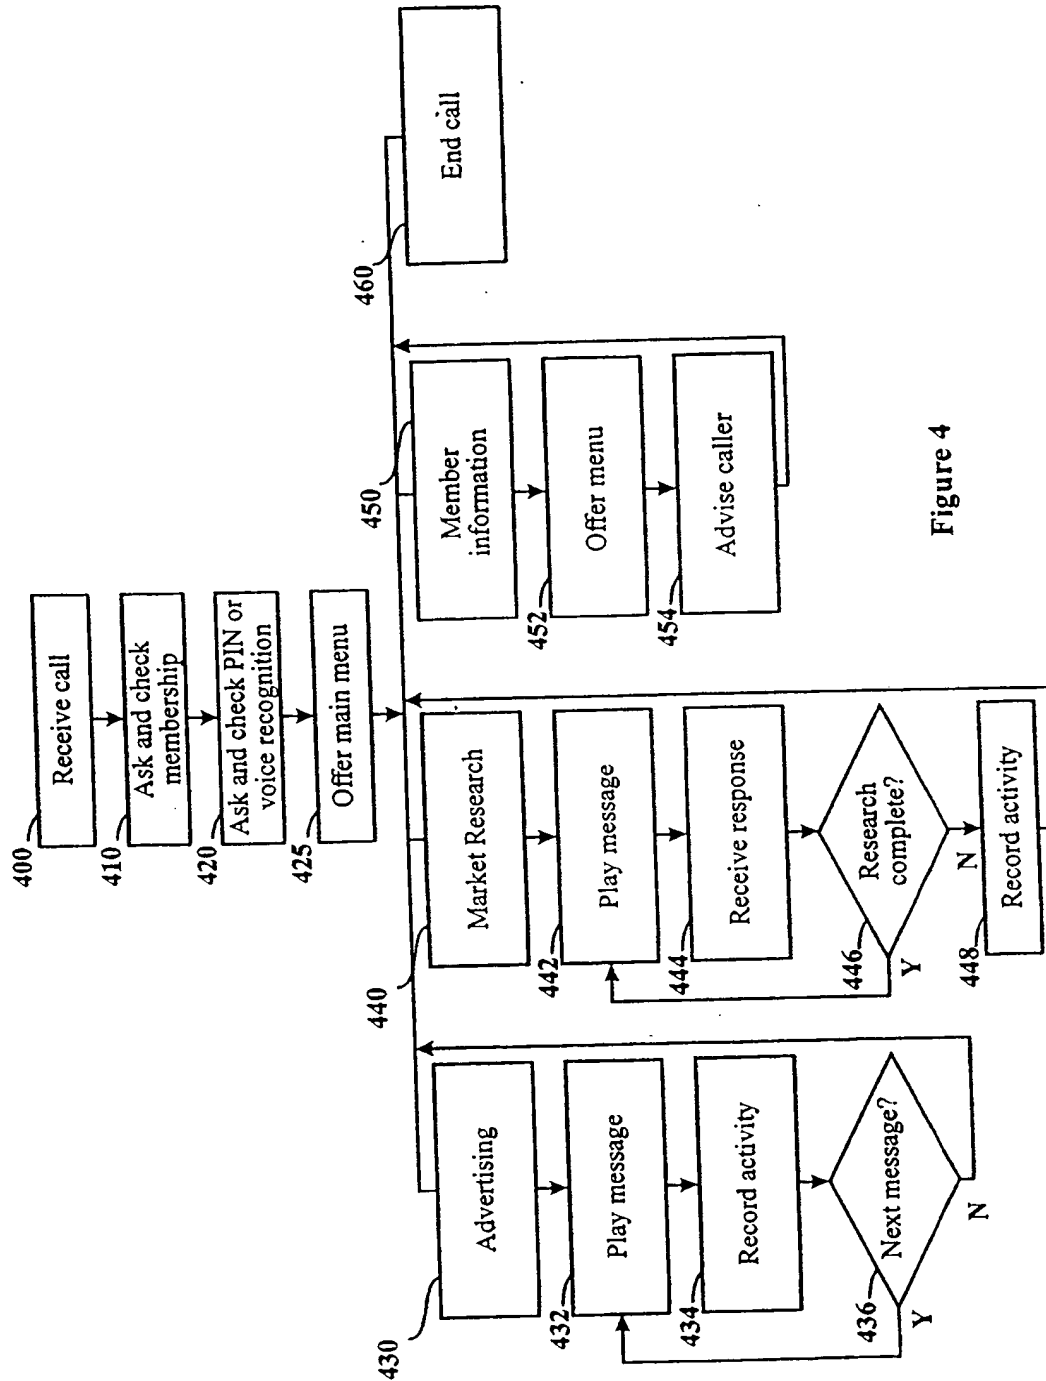 400
Receive call
410
Ask and check
membership
420
Ask and check PIN or
voice recognition
425
Offer main menu
430
Advertising
432
Play message
434
Record activity
436
Next message?
Y
N
440
Market Research
442
Play message
444
Receive response
446
Research
complete?
Y
N
448
Record activity
450
Member
information
452
Offer menu
454
Advise caller
460
End call
Figure 4